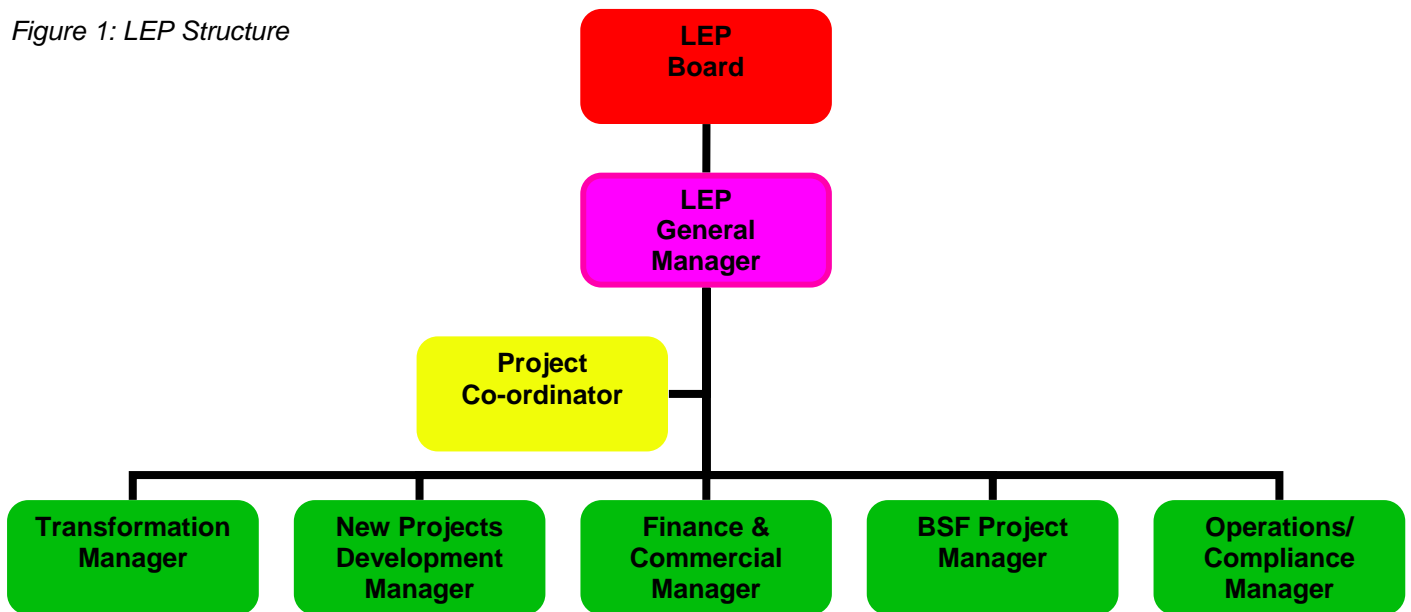 Figure 1: LEP Structure
LEP
Board
LEP
General
Manager
Project
Co-ordinator
Transformation
Manager
New Projects
Development
Manager
Finance &
Commercial
Manager
BSF Project
Manager
Operations/
Compliance
Manager